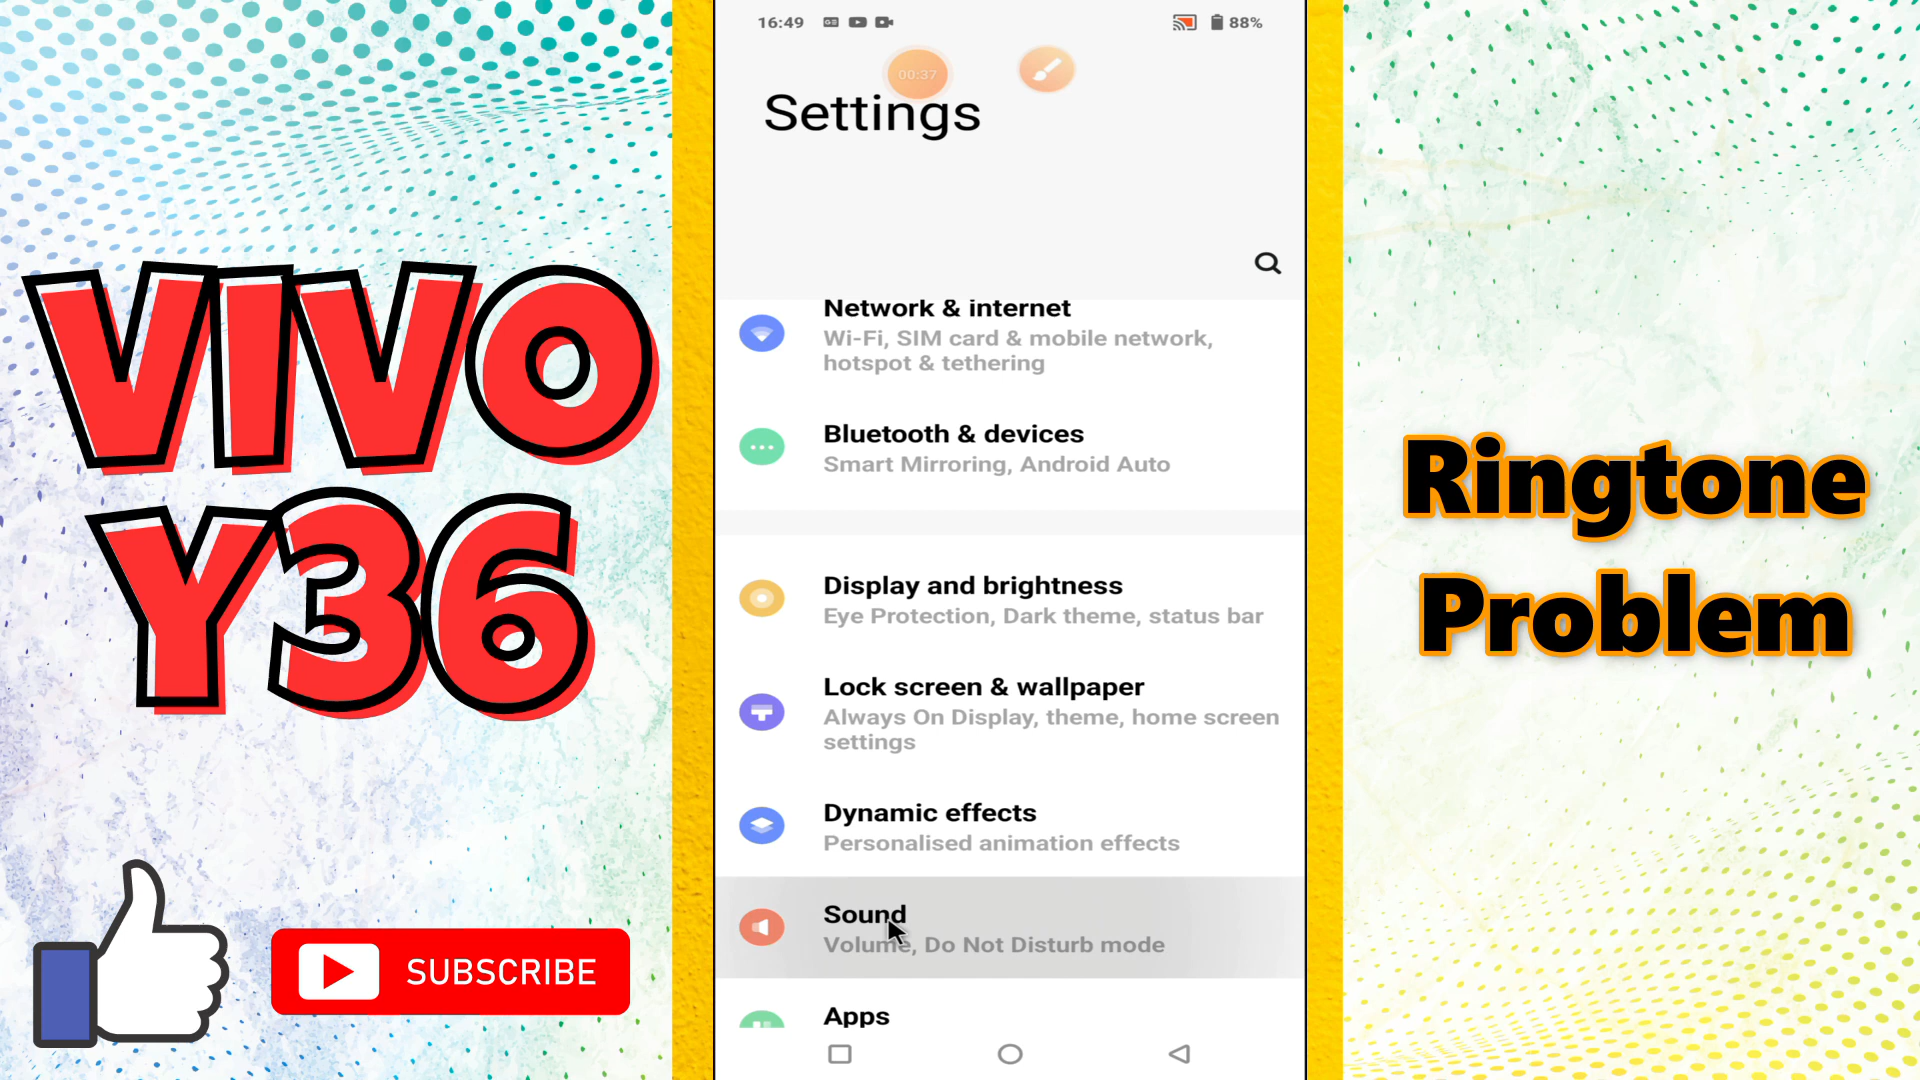 VIVO
Y36
SUBSCRIBE
16:49
88%
00:37
Settings
Network & internet
Wi-Fi, SIM card & mobile network,
hotspot & tethering
Bluetooth & devices
Smart Mirroring, Android Auto
Display and brightness
Eye Protection, Dark theme, status bar
Lock screen & wallpaper
Always On Display, theme, home screen
settings
Dynamic effects
Personalised animation effects
Sound
Volume, Do Not Disturb mode
Apps
Ringtone
Problem